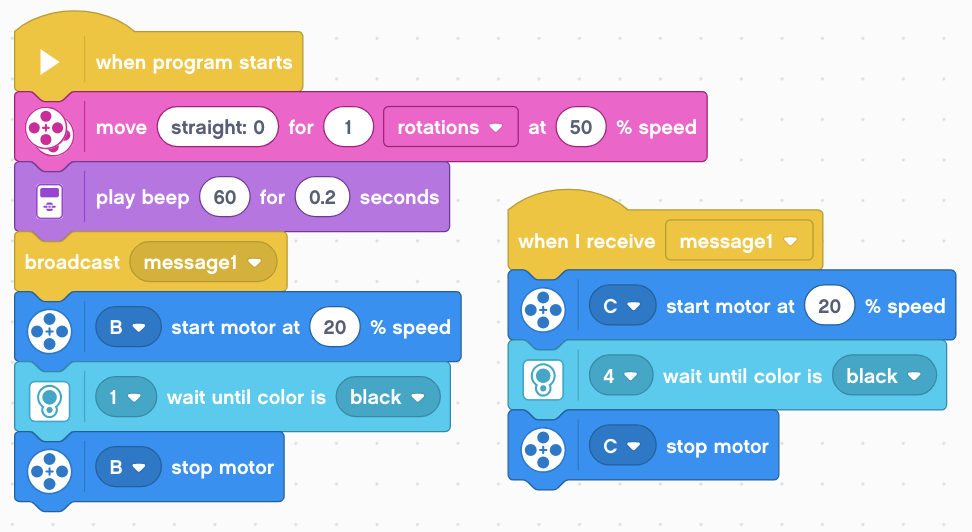 when program starts
move straight: 0 for 1 rotations at 50 % speed
play beep 60 for 0.2 seconds
broadcast message1
B start motor at 20 % speed
1 wait until color is black
B stop motor
when I receive message1
C start motor at 20 % speed
4 wait until color is black
C stop motor